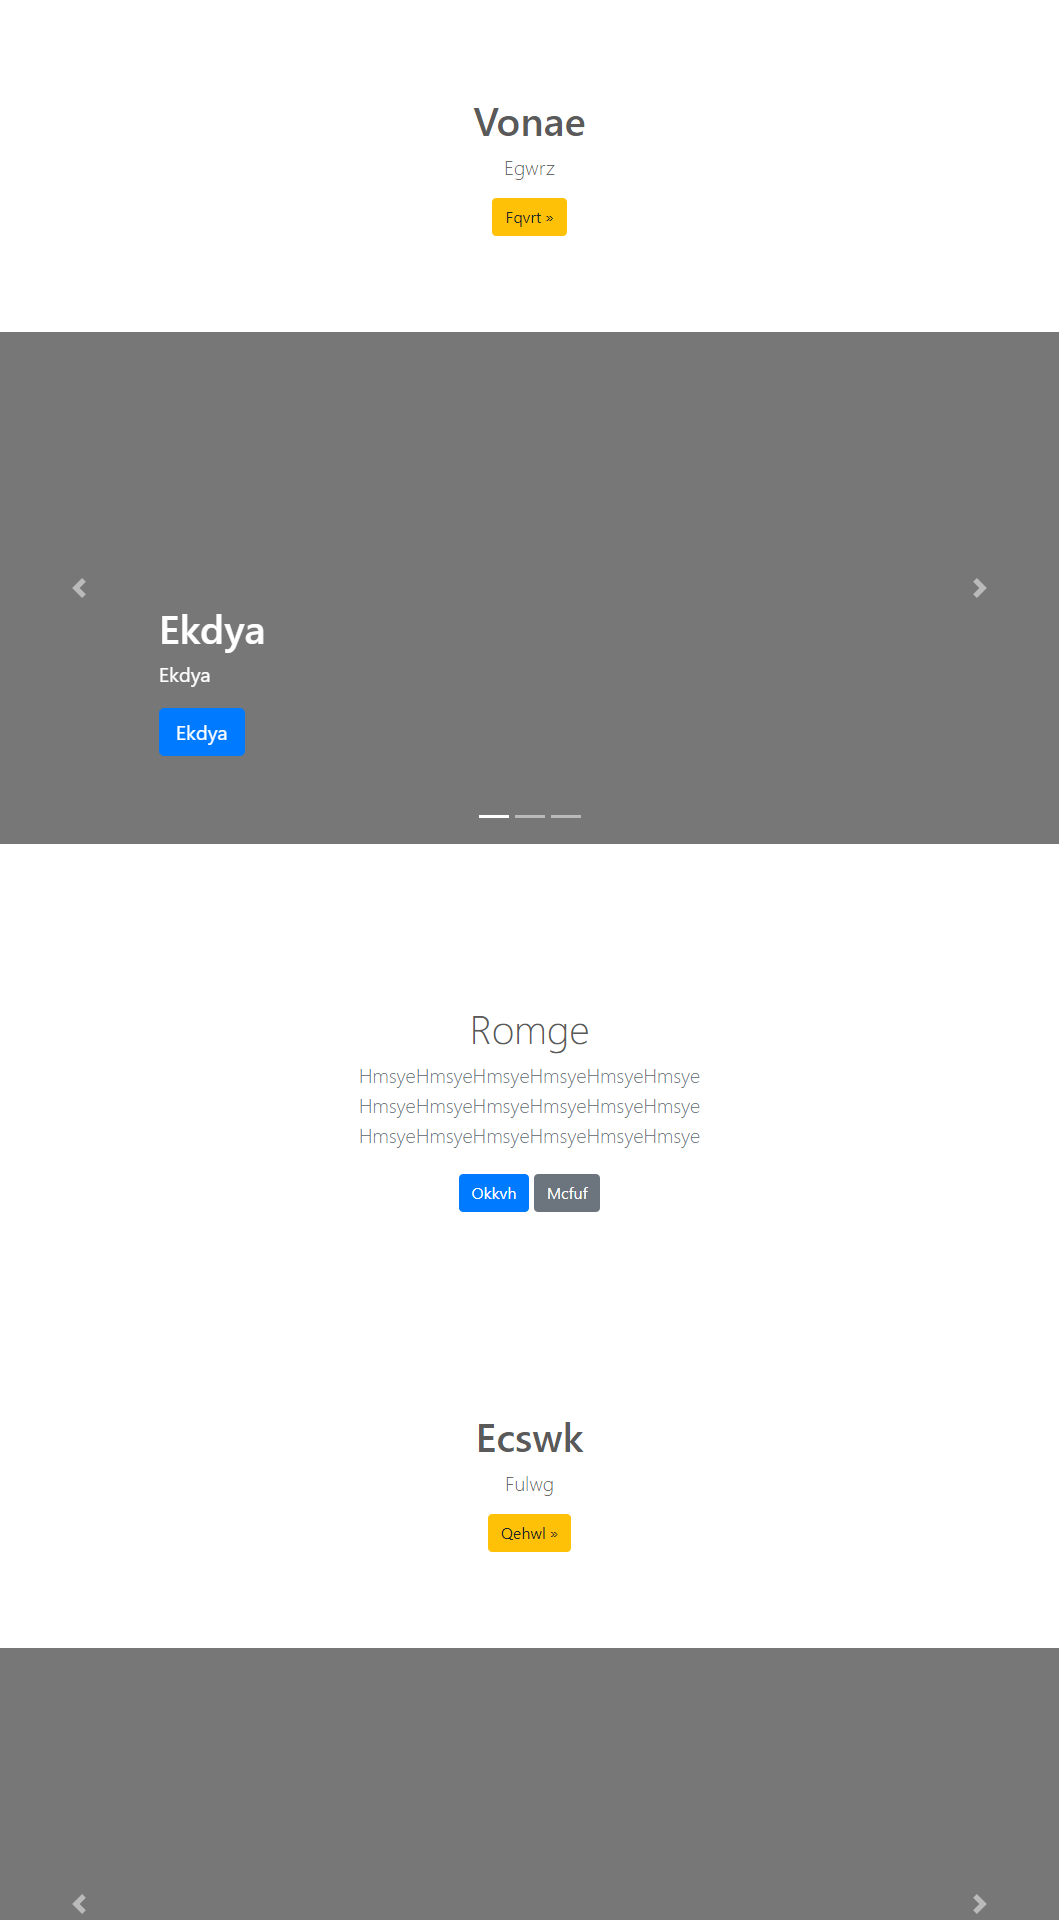 Vonae
Egwrz
Fqvrt »
Ekdya
Ekdya
Ekdya
Romge
HmsyeHmsyeHmsyeHmsyeHmsyeHmsye
HmsyeHmsyeHmsyeHmsyeHmsyeHmsye
HmsyeHmsyeHmsyeHmsyeHmsyeHmsye
Okkvh Mcfuf
Ecswk
Fulwg
Qehwl »